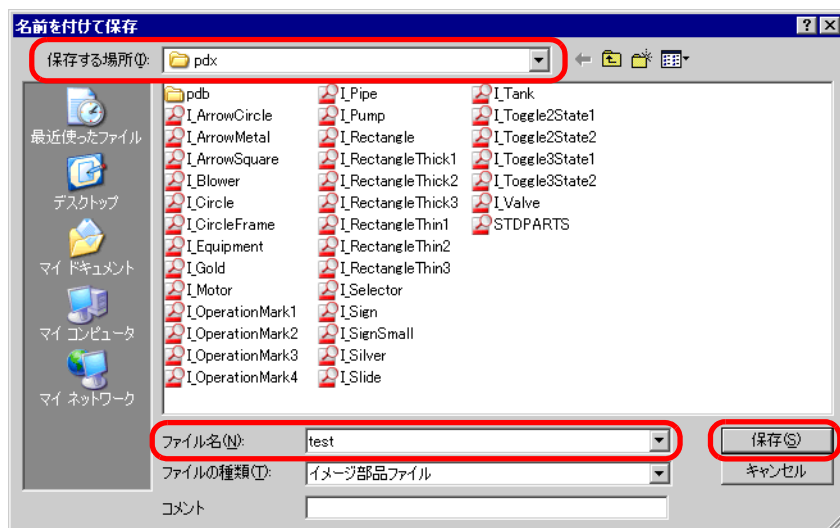 名前を付けて保存
保存する場所(I): pdx
最近使ったファイル
デスクトップ
マイ ドキュメント
マイ コンピュータ
マイ ネットワーク
pdb
I_ArrowCircle
I_ArrowMetal
I_ArrowSquare
I_Blower
I_Circle
I_CircleFrame
I_Equipment
I_Gold
I_Motor
I_OperationMark1
I_OperationMark2
I_OperationMark3
I_OperationMark4
I_Pipe
I_Pump
I_Rectangle
I_RectangleThick1
I_RectangleThick2
I_RectangleThick3
I_RectangleThin1
I_RectangleThin2
I_RectangleThin3
I_Selector
I_Sign
I_SignSmall
I_Silver
I_Slide
I_Tank
I_Toggle2State1
I_Toggle2State2
I_Toggle3State1
I_Toggle3State2
I_Valve
STDPARTS
ファイル名(N): test 保存(S)
ファイルの種類(T): イメージ部品ファイル キャンセル
コメント